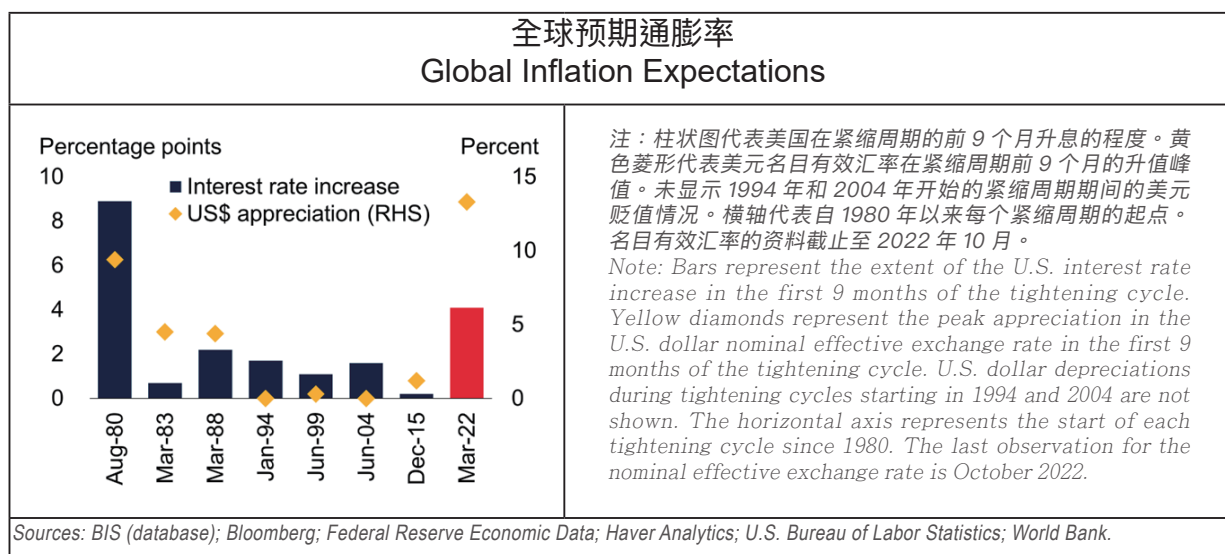 全球预期通膨率
Global Inflation Expectations
Percentage points
Percent
10
8
6
4
2
0
Interest rate increase
US$ appreciation (RHS)
15
10
5
0
Aug-80
Mar-83
Mar-88
Jan-94
Jun-99
Jun-04
Dec-15
Mar-22
注：柱状图代表美国在紧缩周期的前 9 个月升息的程度。黄
色菱形代表美元名目有效汇率在紧缩周期前 9 个月的升值峰
值。未显示 1994 年和 2004 年开始的紧缩周期期间的美元
贬值情况。横轴代表自 1980 年以来每个紧缩周期的起点。
名目有效汇率的资料截止至 2022 年 10 月。
Note: Bars represent the extent of the U.S. interest rate
increase in the first 9 months of the tightening cycle.
Yellow diamonds represent the peak appreciation in the
U.S. dollar nominal effective exchange rate in the first 9
months of the tightening cycle. U.S. dollar depreciations
during tightening cycles starting in 1994 and 2004 are not
shown. The horizontal axis represents the start of each
tightening cycle since 1980. The last observation for the
nominal effective exchange rate is October 2022.
Sources: BIS (database); Bloomberg; Federal Reserve Economic Data; Haver Analytics; U.S. Bureau of Labor Statistics; World Bank.